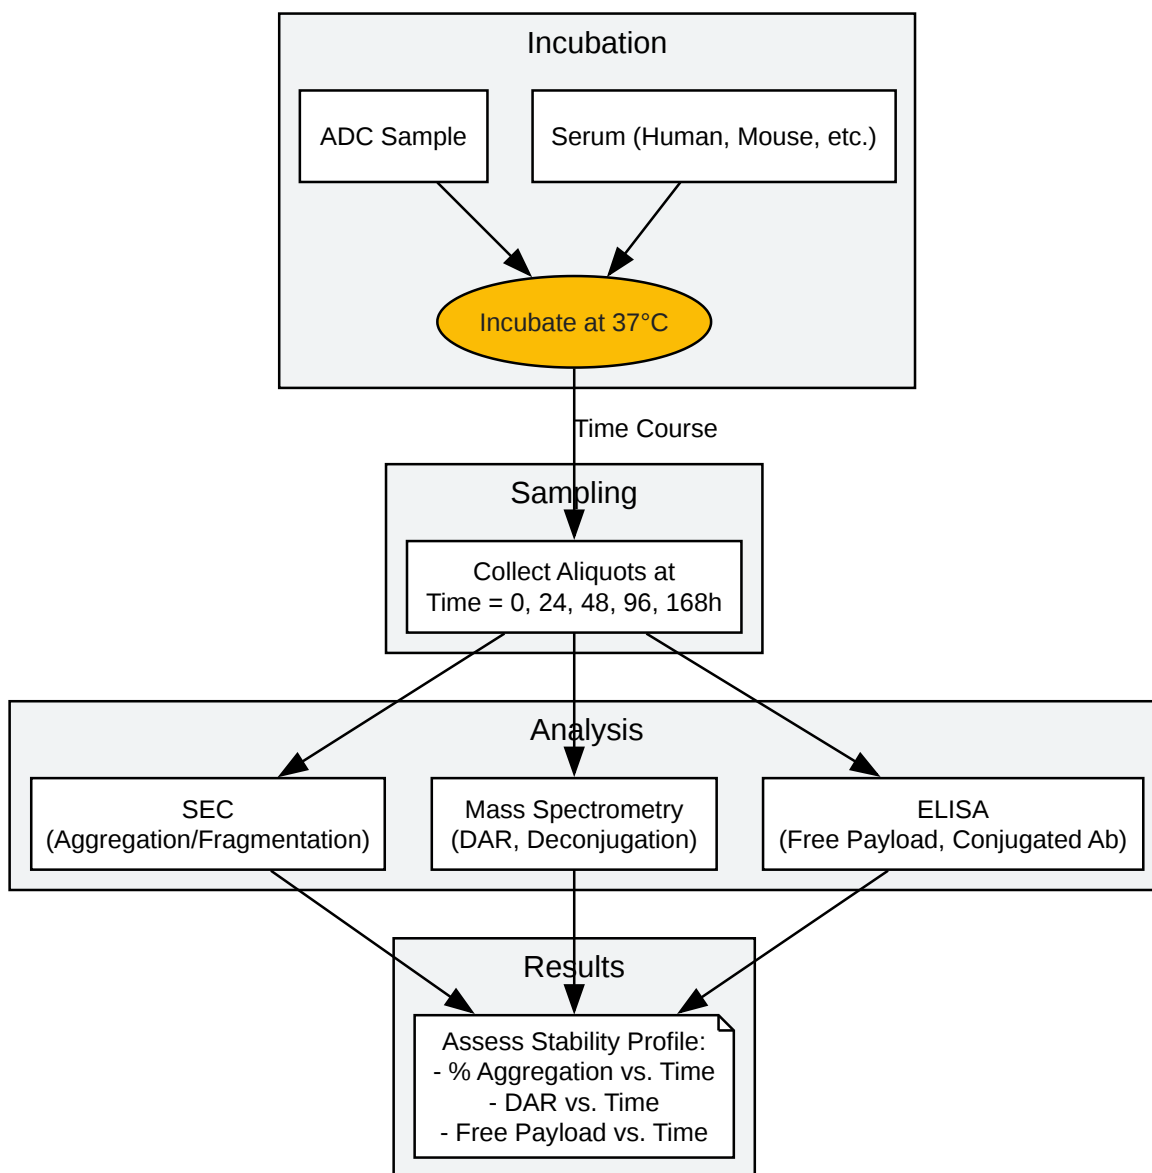 Incubation
ADC Sample
Serum (Human, Mouse, etc.)
Incubate at 37°C
Time Course
Sampling
Collect Aliquots at
Time = 0, 24, 48, 96, 168h
Analysis
SEC
(Aggregation/Fragmentation)
Mass Spectrometry
(DAR, Deconjugation)
ELISA
(Free Payload, Conjugated Ab)
Results
Assess Stability Profile:
- % Aggregation vs. Time
- DAR vs. Time
- Free Payload vs. Time